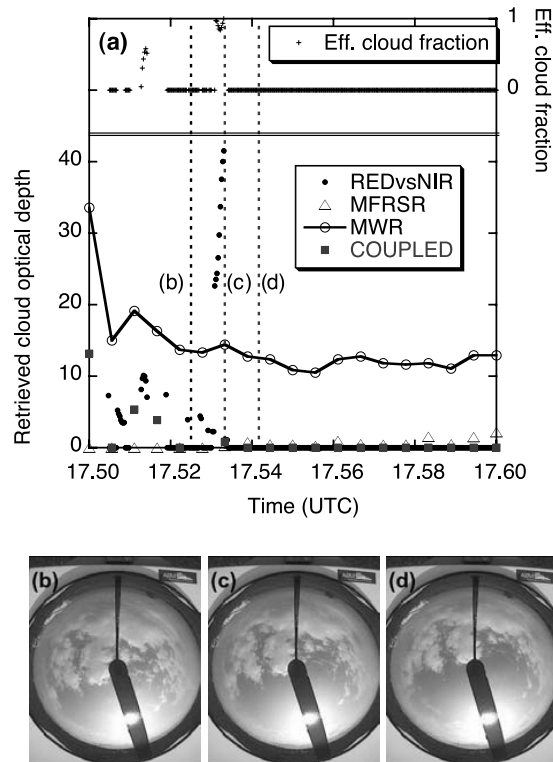 (a)
+ Eff. cloud fraction
1
0
Eff. cloud fraction
40
30
20
10
0
Retrieved cloud optical depth
REDvsNIR
MFRSR
MWR
COUPLED
(b)
(c)
(d)
17.50
17.52
17.54
17.56
17.58
17.60
Time (UTC)
(b)
(c)
(d)